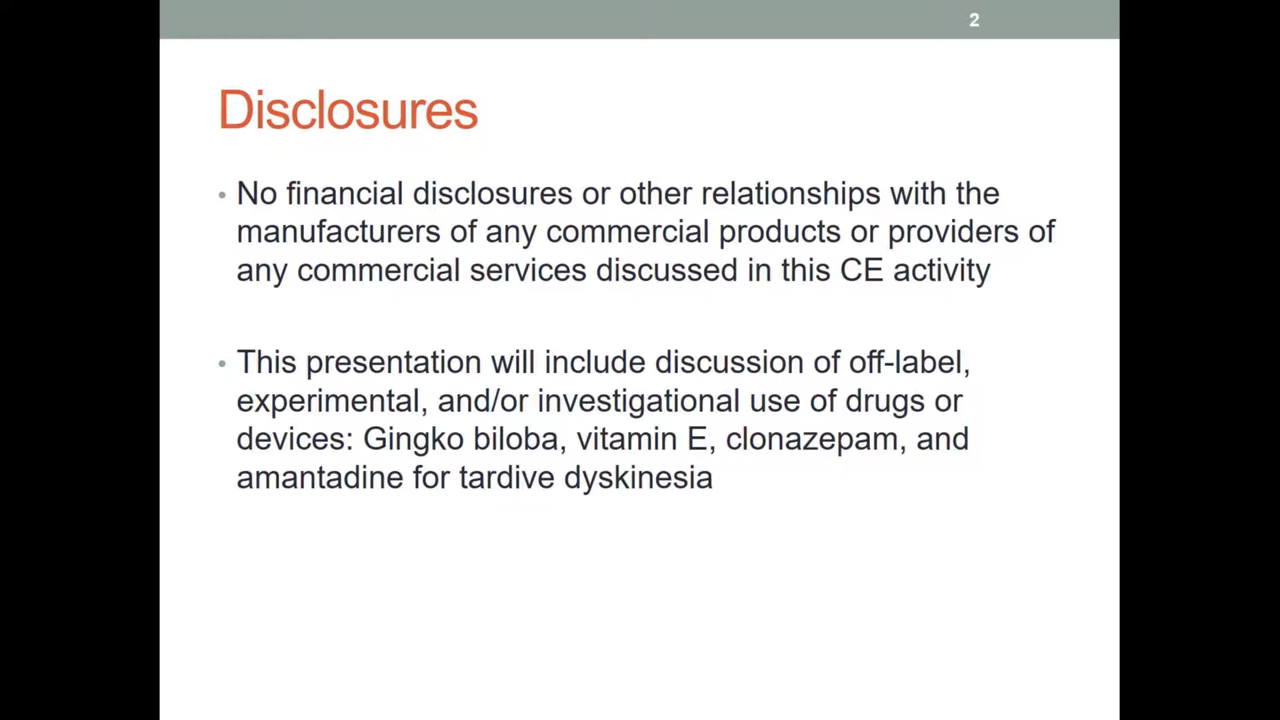 2
Disclosures
• No financial disclosures or other relationships with the
manufacturers of any commercial products or providers of
any commercial services discussed in this CE activity
• This presentation will include discussion of off-label,
experimental, and/or investigational use of drugs or
devices: Gingko biloba, vitamin E, clonazepam, and
amantadine for tardive dyskinesia